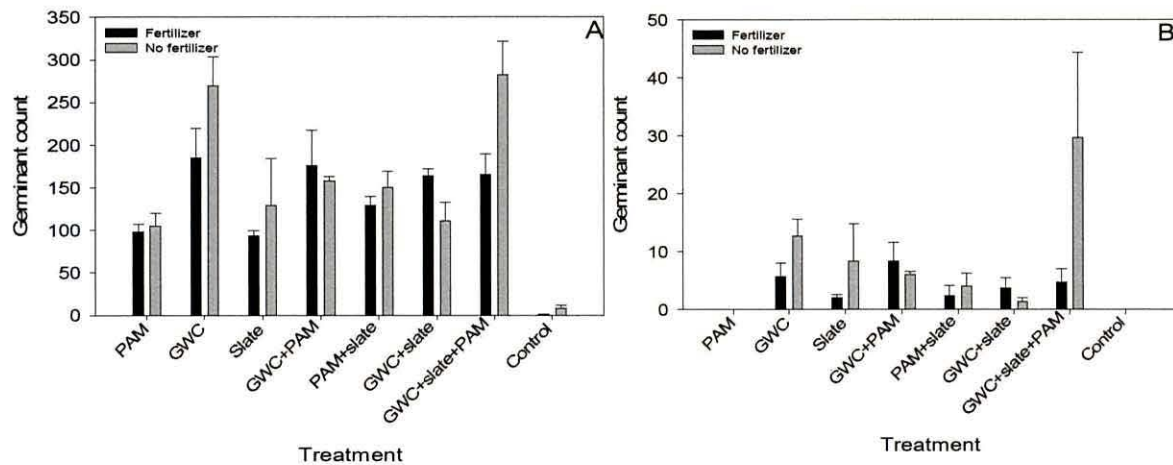 A
Fertilizer
No fertilizer
350
300
250
200
150
100
50
0
Germinant count
PAM
GWC
Slate
GWC+PAM
PAM+slate
GWC+slate
GWC+slate+PAM
Control
Treatment
B
Fertilizer
No fertilizer
50
40
30
20
10
0
Germinant count
PAM
GWC
Slate
GWC+PAM
PAM+slate
GWC+slate
GWC+slate+PAM
Control
Treatment